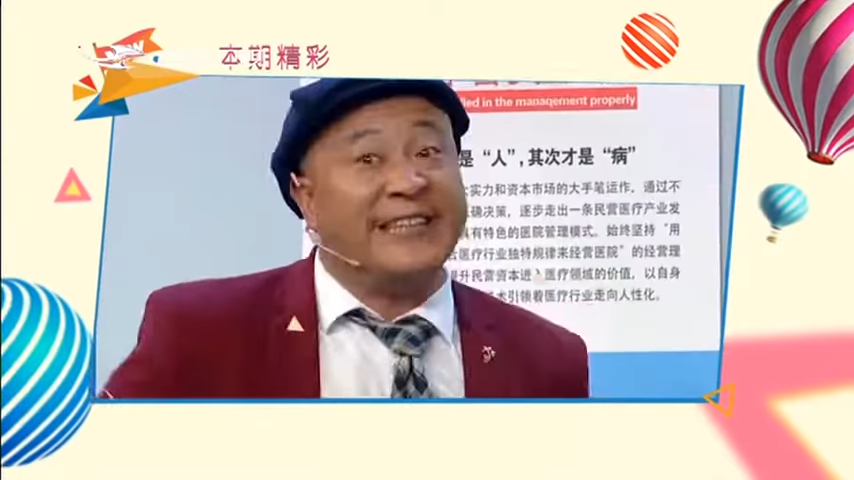 本期精彩
ied in the management properly
是“人”，其次才是“病”
实力和资本市场的大手笔运作，通过不
确决策，逐步走出一条民营医疗产业发
具有特色的医院管理模式。始终坚持“用
医疗行业独特规律来经营医院”的经营理
提升民营资本进入医疗领域的价值，以自身
术引领着医疗行业走向人性化。